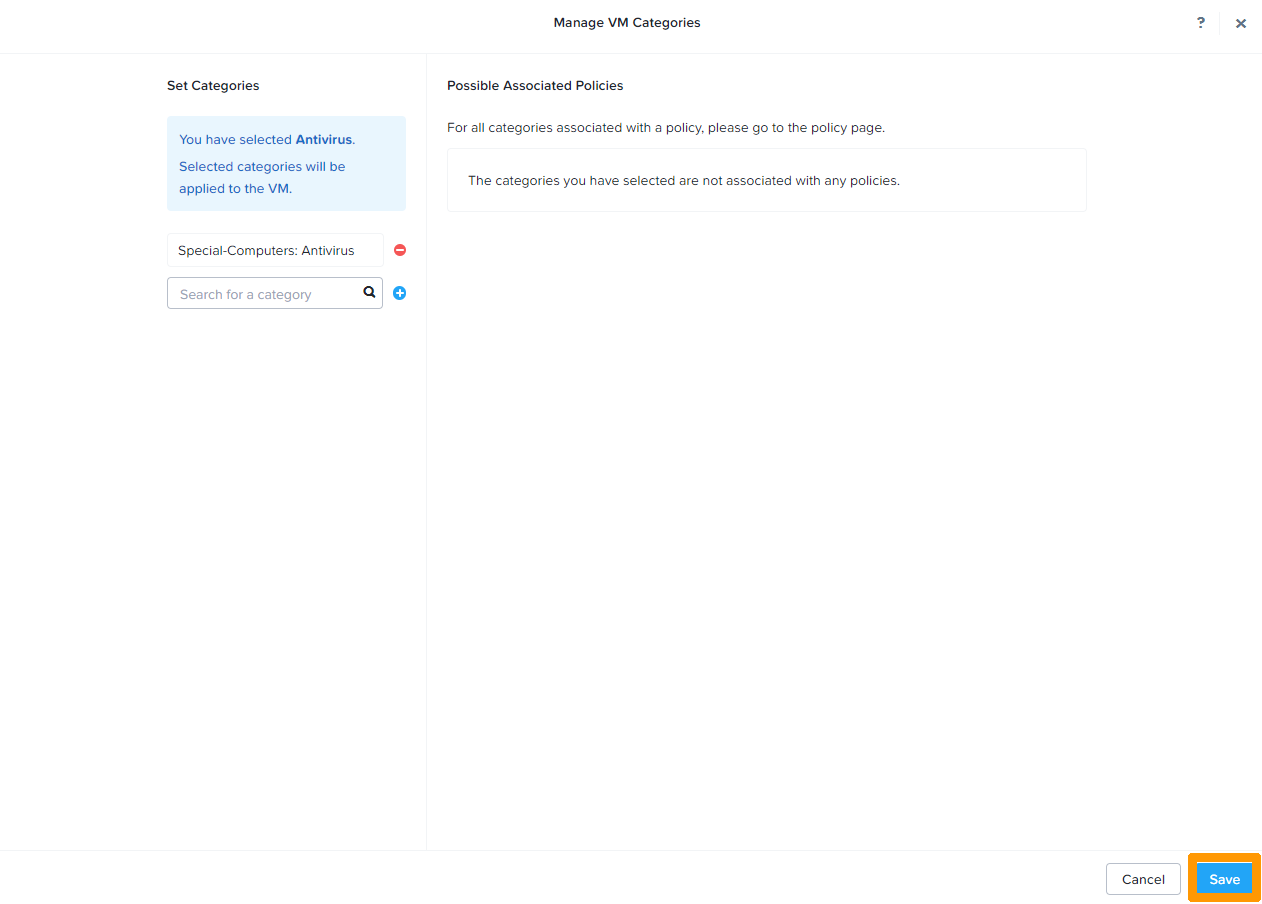 Manage VM Categories
?
Set Categories
You have selected Antivirus.
Selected categories will be
applied to the VM.
Special-Computers: Antivirus
Search for a category
Possible Associated Policies
For all categories associated with a policy, please go to the policy page.
The categories you have selected are not associated with any policies.
Cancel
Save